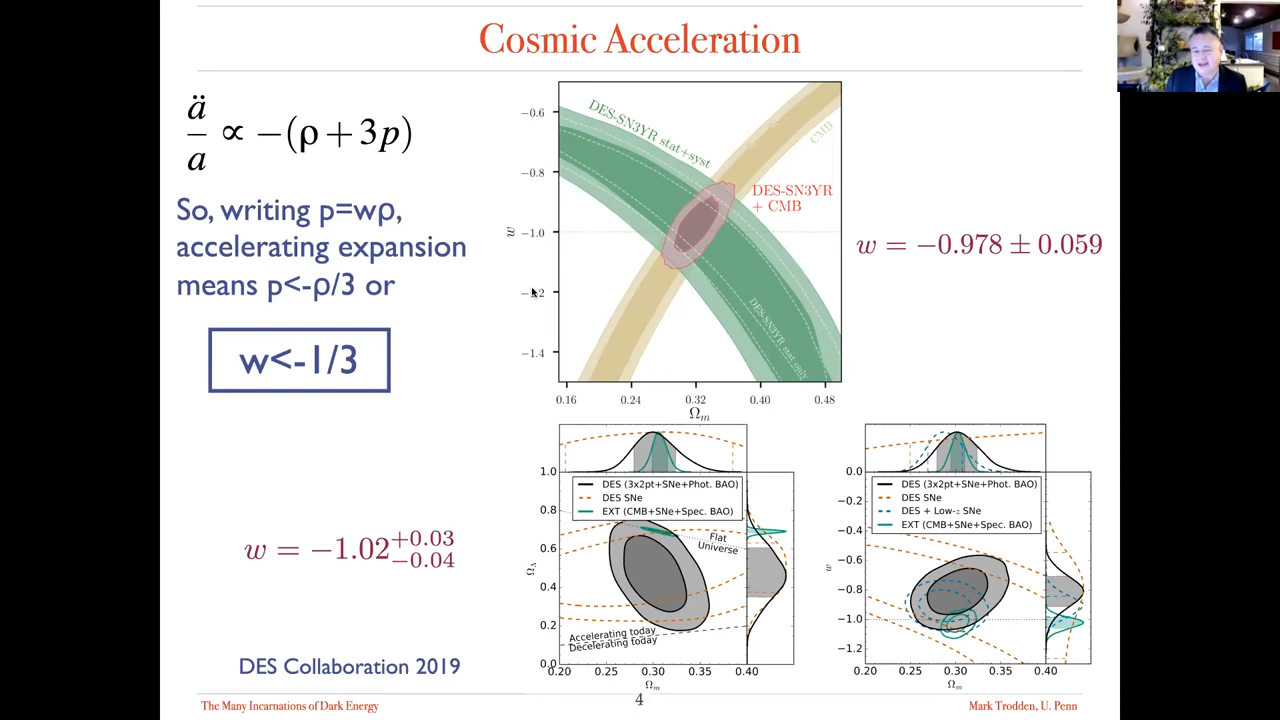 Cosmic Acceleration
ä/a ∝ −(ρ + 3p)
So, writing p=wρ,
accelerating expansion
means p<-ρ/3 or
w<-1/3
w = −1.02 +0.03 −0.04
DES Collaboration 2019
DES-SN3YR stat+syst
CMB
DES-SN3YR
+ CMB
DES-SN3YR stat only
w
−0.6
−0.8
−1.0
−1.2
−1.4
0.16 0.24 0.32 0.40 0.48
Ωm
w = −0.978 ± 0.059
DES (3x2pt+SNe+Phot. BAO)
DES SNe
EXT (CMB+SNe+Spec. BAO)
Flat
Universe
Accelerating today
Decelerating today
ΩΛ
1.0
0.8
0.6
0.4
0.2
0.0
0.20 0.25 0.30 0.35 0.40
Ωm
DES (3x2pt+SNe+Phot. BAO)
DES SNe
DES + Low-z SNe
EXT (CMB+SNe+Spec. BAO)
w
0.0
−0.2
−0.4
−0.6
−0.8
−1.0
−1.2
0.20 0.25 0.30 0.35 0.40
Ωm
The Many Incarnations of Dark Energy
4
Mark Trodden, U. Penn